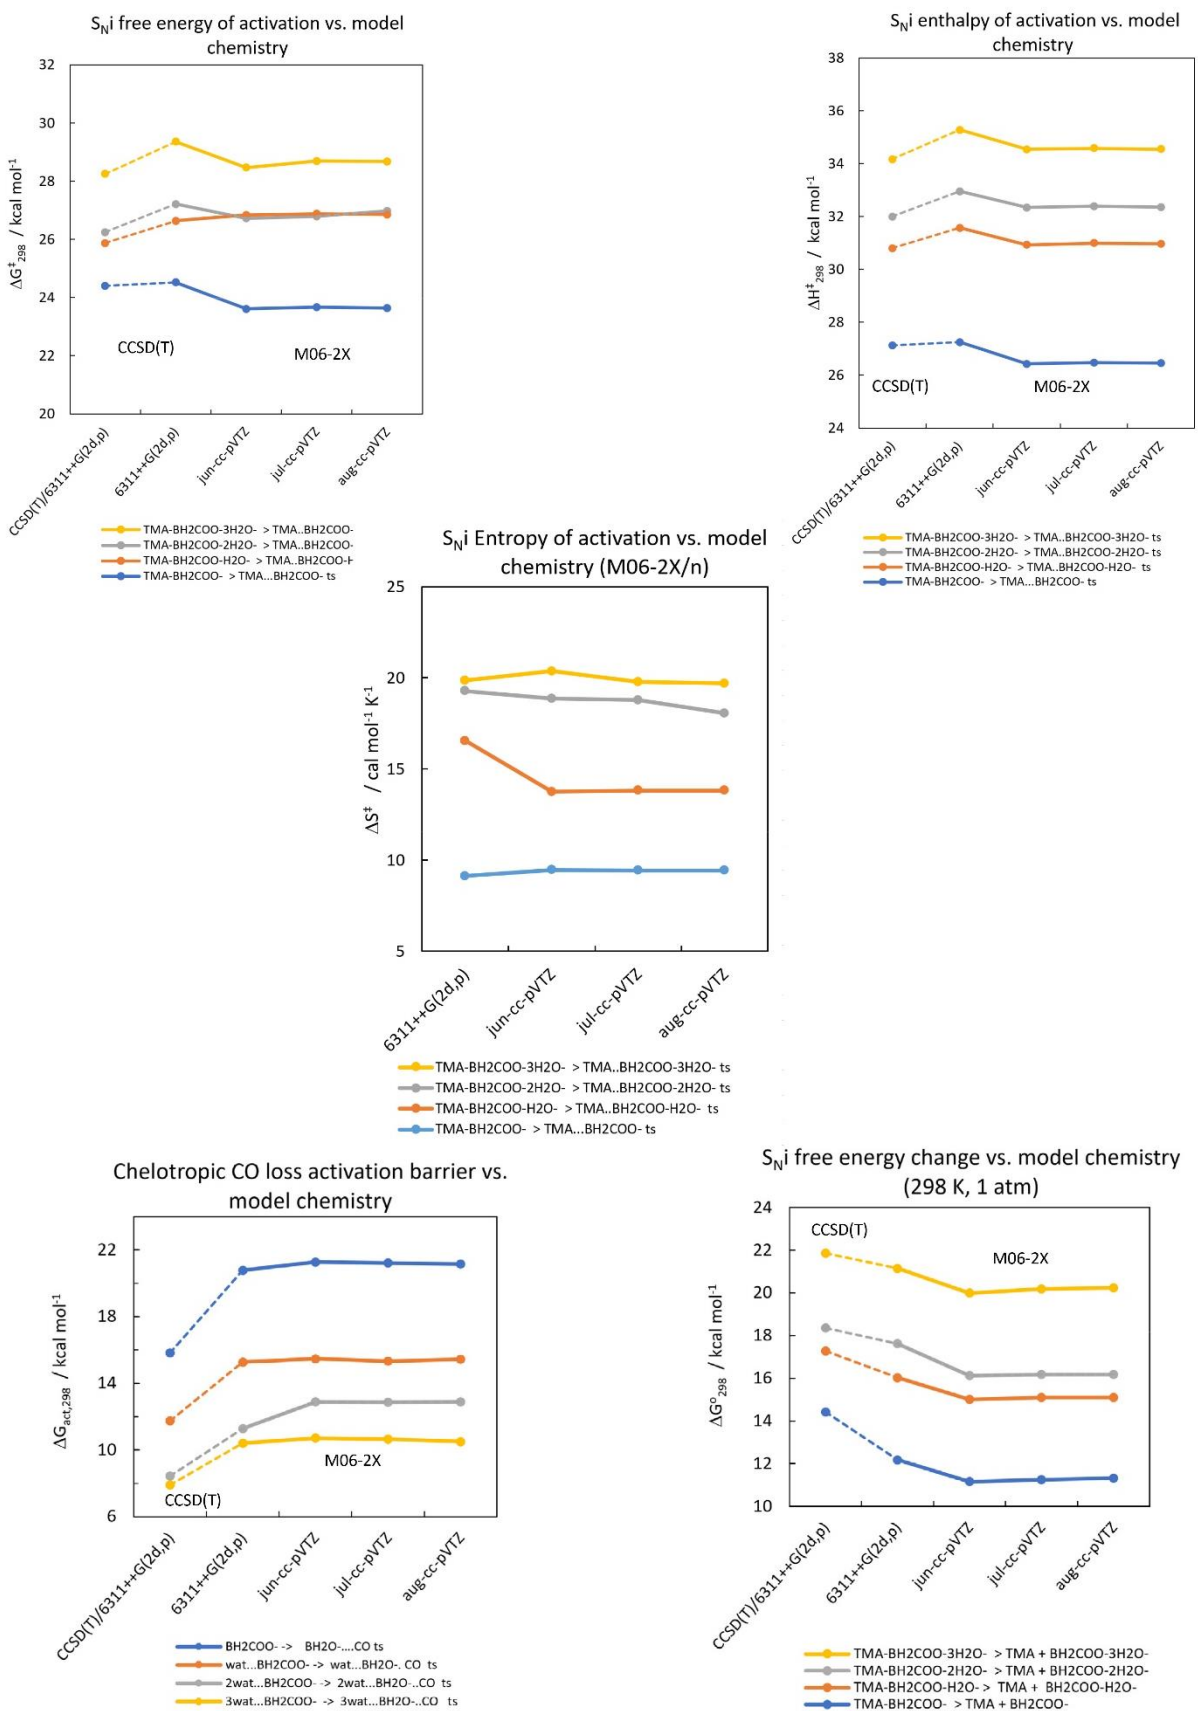 S_Ni free energy of activation vs. model
chemistry
32
30
28
26
24
22
20
ΔG‡298 / kcal mol-1
CCSD(T)
M06-2X
CCSD(T)/6311++G(2d,p)
6311++G(2d,p)
jun-cc-pVTZ
jul-cc-pVTZ
aug-cc-pVTZ
TMA-BH2COO-3H2O- > TMA..BH2COO-
TMA-BH2COO-2H2O- > TMA..BH2COO-
TMA-BH2COO-H2O- > TMA..BH2COO-H
TMA-BH2COO- > TMA...BH2COO- ts
S_Ni enthalpy of activation vs. model
chemistry
38
36
34
32
30
28
26
24
ΔH‡298 / kcal mol-1
CCSD(T)
M06-2X
CCSD(T)/6311++G(2d,p)
6311++G(2d,p)
jun-cc-pVTZ
jul-cc-pVTZ
aug-cc-pVTZ
TMA-BH2COO-3H2O- > TMA..BH2COO-3H2O- ts
TMA-BH2COO-2H2O- > TMA..BH2COO-2H2O- ts
TMA-BH2COO-H2O- > TMA..BH2COO-H2O- ts
TMA-BH2COO- > TMA...BH2COO- ts
S_Ni Entropy of activation vs. model
chemistry (M06-2X/n)
25
20
15
10
5
ΔS‡ / cal mol-1 K-1
6311++G(2d,p)
jun-cc-pVTZ
jul-cc-pVTZ
aug-cc-pVTZ
TMA-BH2COO-3H2O- > TMA..BH2COO-3H2O- ts
TMA-BH2COO-2H2O- > TMA..BH2COO-2H2O- ts
TMA-BH2COO-H2O- > TMA..BH2COO-H2O- ts
TMA-BH2COO- > TMA...BH2COO- ts
Chelotropic CO loss activation barrier vs.
model chemistry
22
18
14
10
6
ΔGact,298 / kcal mol-1
M06-2X
CCSD(T)
CCSD(T)/6311++G(2d,p)
6311++G(2d,p)
jun-cc-pVTZ
jul-cc-pVTZ
aug-cc-pVTZ
BH2COO- -> BH2O-....CO ts
wat...BH2COO- -> wat...BH2O-.. CO ts
2wat...BH2COO- -> 2wat...BH2O-..CO ts
3wat...BH2COO- -> 3wat...BH2O-..CO ts
S_Ni free energy change vs. model chemistry
(298 K, 1 atm)
24
22
20
18
16
14
12
10
ΔGo298 / kcal mol-1
CCSD(T)
M06-2X
CCSD(T)/6311++G(2d,p)
6311++G(2d,p)
jun-cc-pVTZ
jul-cc-pVTZ
aug-cc-pVTZ
TMA-BH2COO-3H2O- > TMA + BH2COO-3H2O-
TMA-BH2COO-2H2O- > TMA + BH2COO-2H2O-
TMA-BH2COO-H2O- > TMA + BH2COO-H2O-
TMA-BH2COO- > TMA + BH2COO-